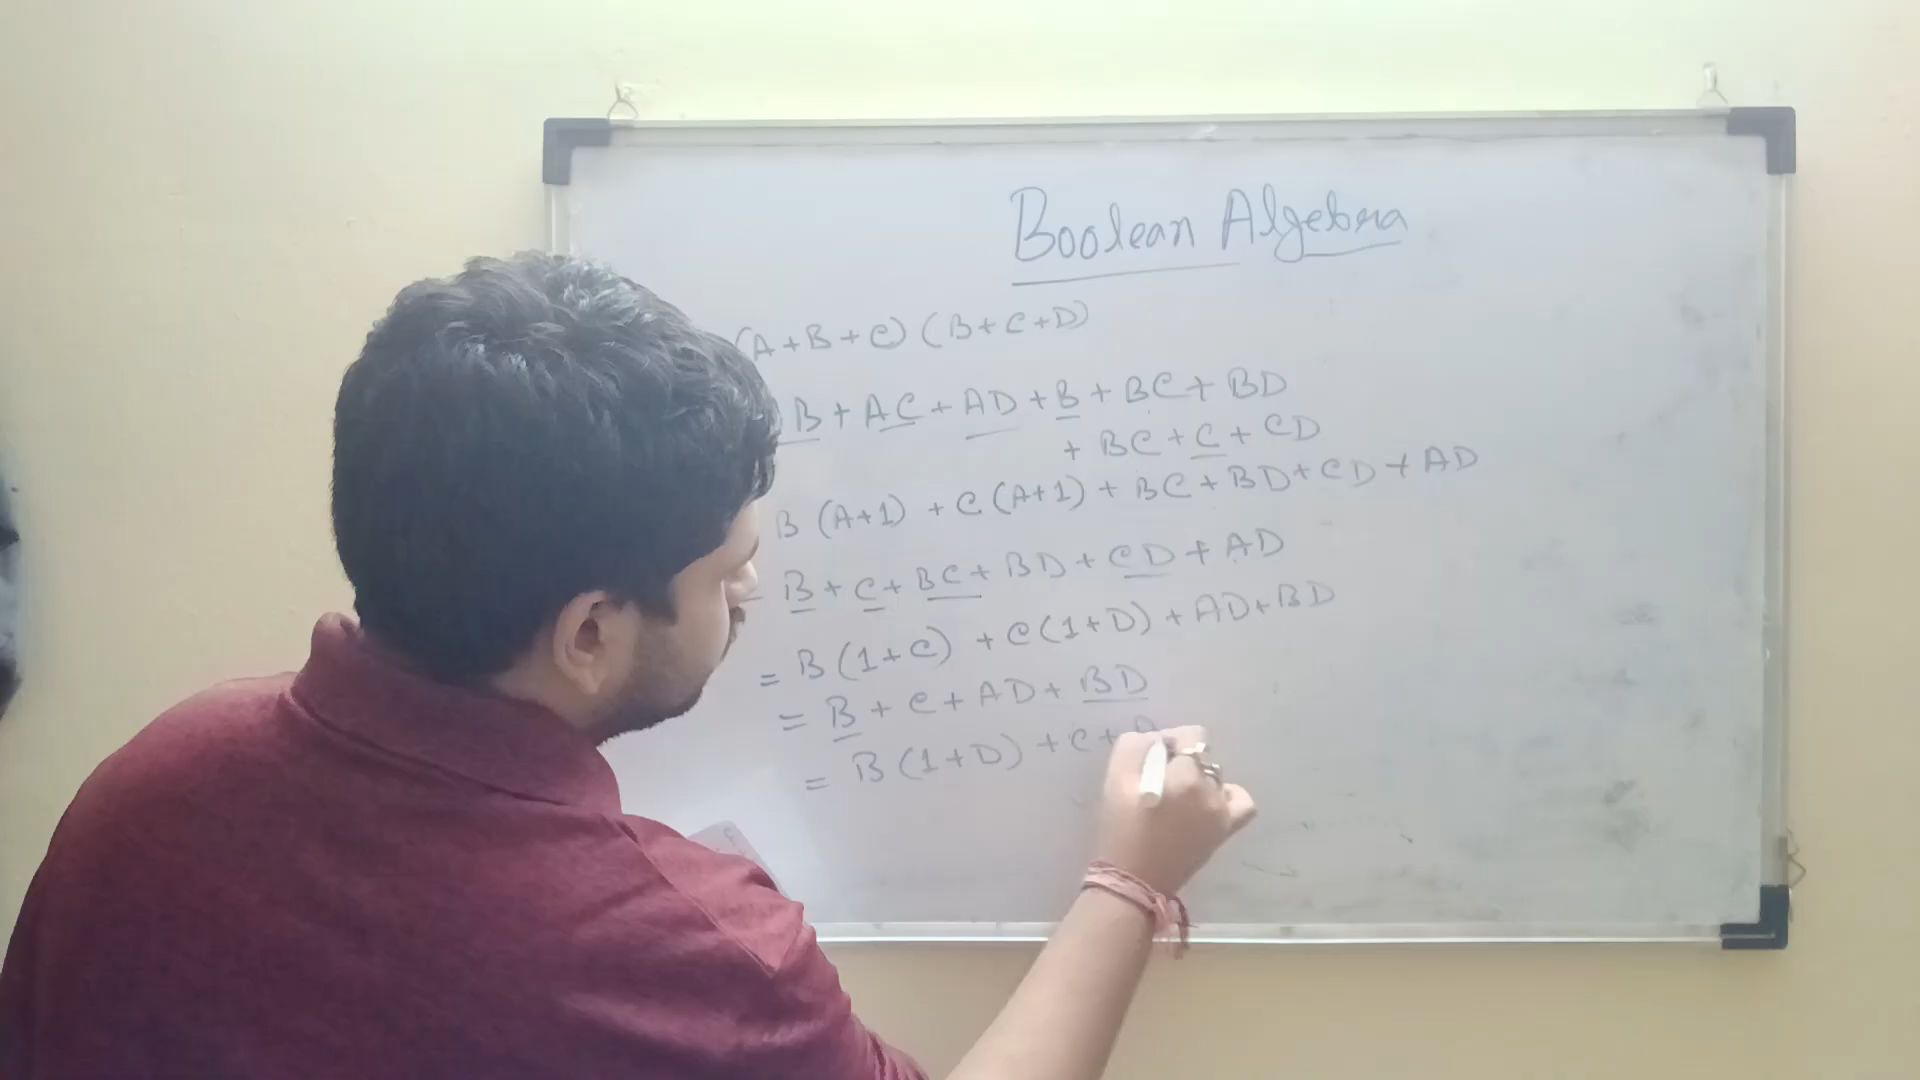 Boolean Algebra
(A+B+C) (B+C+D)
B + AC + AD + B + BC + BD
+ BC + C + CD
B (A+1) + C (A+1) + BC + BD + CD + AD
B + C + BC + BD + CD + AD
= B (1+C) + C (1+D) + AD + BD
= B + C + AD + BD
= B (1+D) + C +